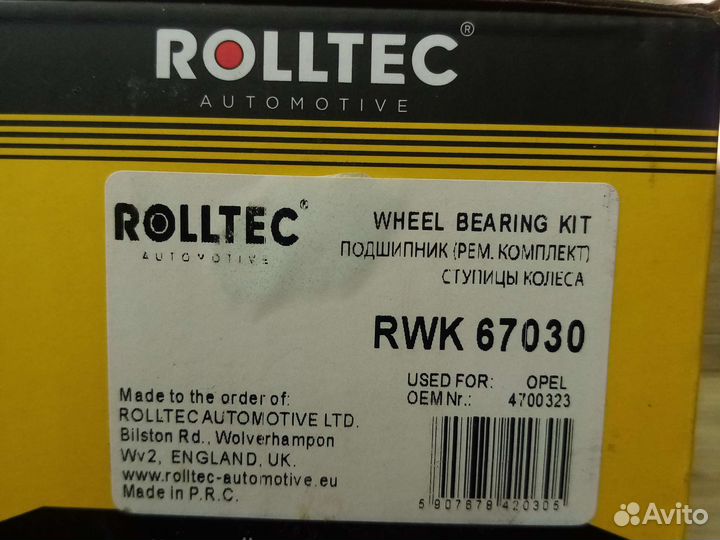 ROLLTEC®
AUTOMOTIVE
ROLLTEC®
AUTOMOTIVE
WHEEL BEARING KIT
ПОДШИПНИК (РЕМ. КОМПЛЕКТ)
СТУПИЦЫ КОЛЕСА
RWK 67030
USED FOR: OPEL
OEM Nr.: 4700323
Made to the order of:
ROLLTEC AUTOMOTIVE LTD.
Bilston Rd., Wolverhampon
Wv2, ENGLAND, UK.
www.rolltec-automotive.eu
Made in P.R.C.
5 907678 420305
Avito